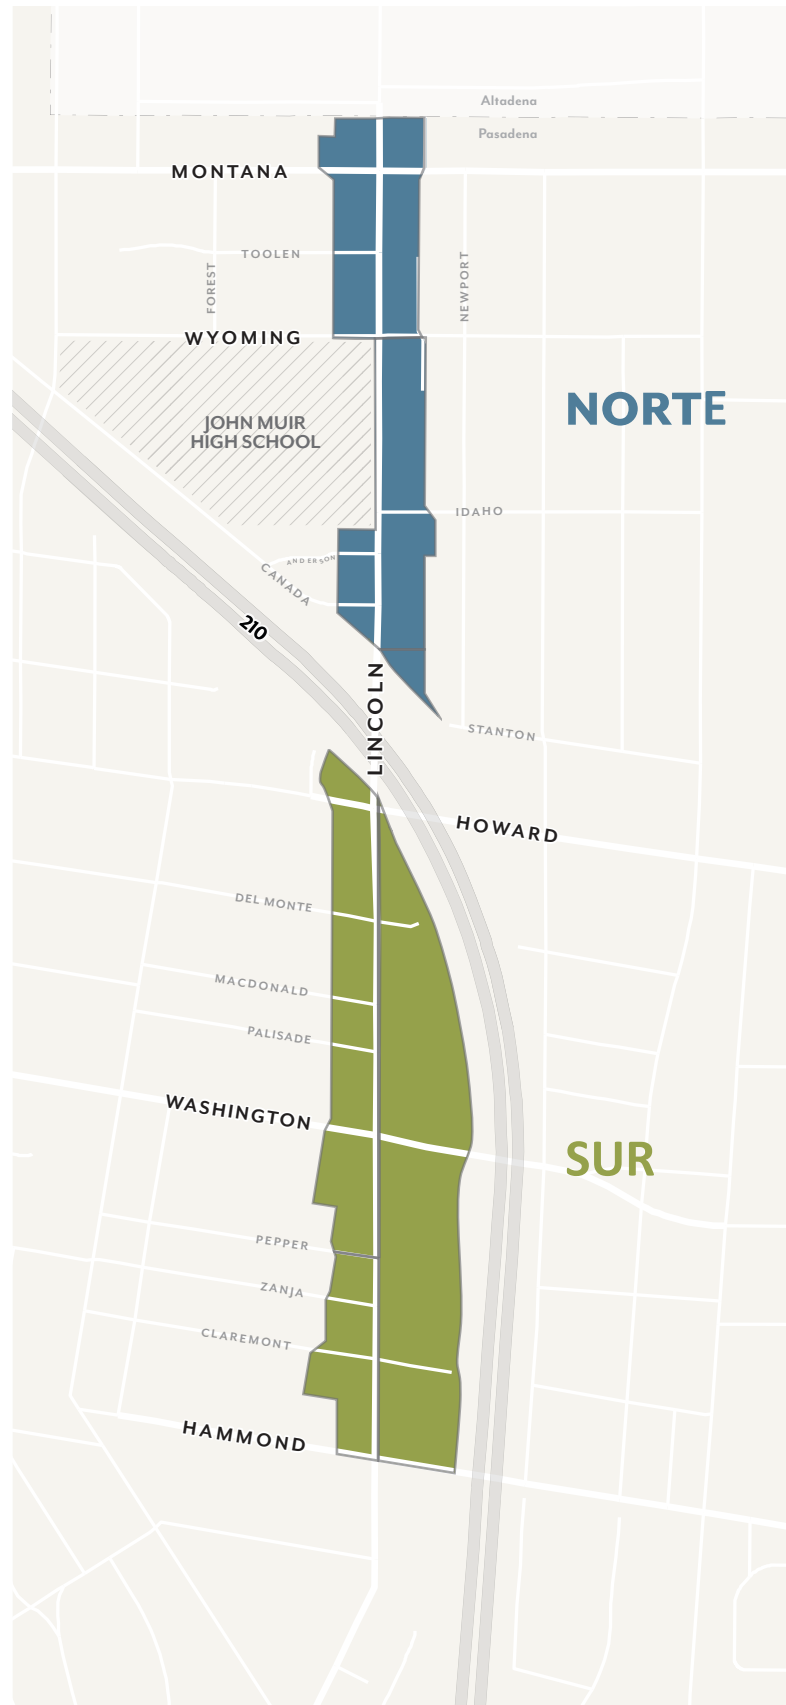 Altadena
Pasadena
MONTANA
TOOLEN
FOREST
NEWPORT
WYOMING
NORTE
JOHN MUIR
HIGH SCHOOL
IDAHO
ANDERSON
CANADA
210
LINCOLN
STANTON
HOWARD
DEL MONTE
MACDONALD
PALISADE
WASHINGTON
SUR
PEPPER
ZANJA
CLAREMONT
HAMMOND